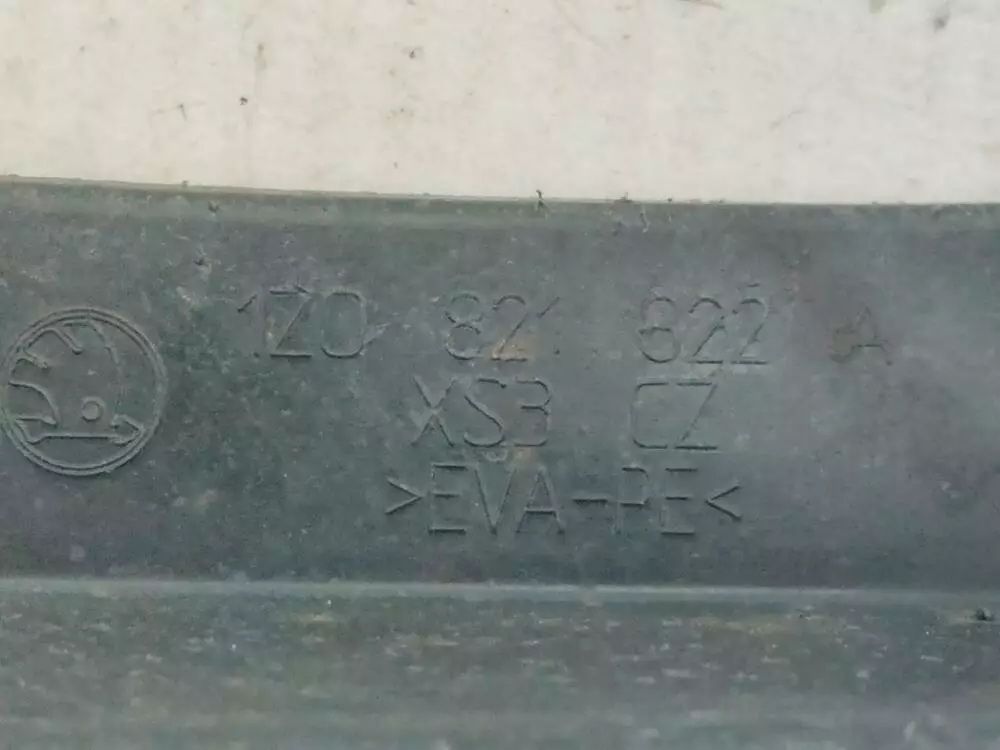 1Z0 821 822 A
XS3 CZ
>EVA-PE<